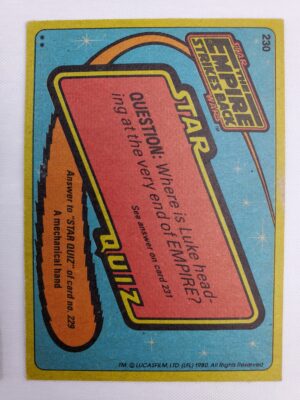 230
STAR
THE
EMPIRE
STRIKES BACK
WARS™
STAR
QUESTION: Where is Luke head-
ing at the very end of EMPIRE?
See answer on card 231
QUIZ
Answer to "STAR QUIZ" of card no. 229
A mechanical hand
**
TM: © LUCASFILM, LTD. (LFL) 1980. All Rights Reserved